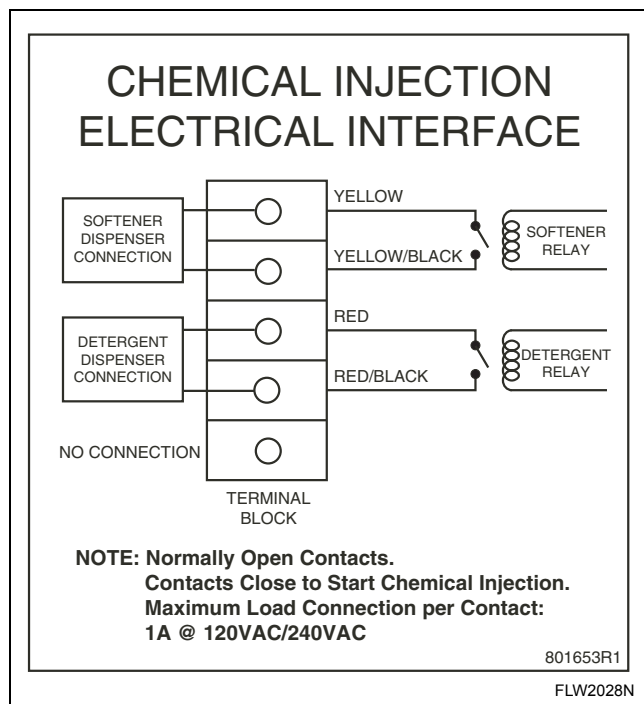 CHEMICAL INJECTION
ELECTRICAL INTERFACE
SOFTENER
DISPENSER
CONNECTION
YELLOW
YELLOW/BLACK
SOFTENER
RELAY
DETERGENT
DISPENSER
CONNECTION
RED
RED/BLACK
DETERGENT
RELAY
NO CONNECTION
TERMINAL
BLOCK
NOTE: Normally Open Contacts.
Contacts Close to Start Chemical Injection.
Maximum Load Connection per Contact:
1A @ 120VAC/240VAC
801653R1
FLW2028N